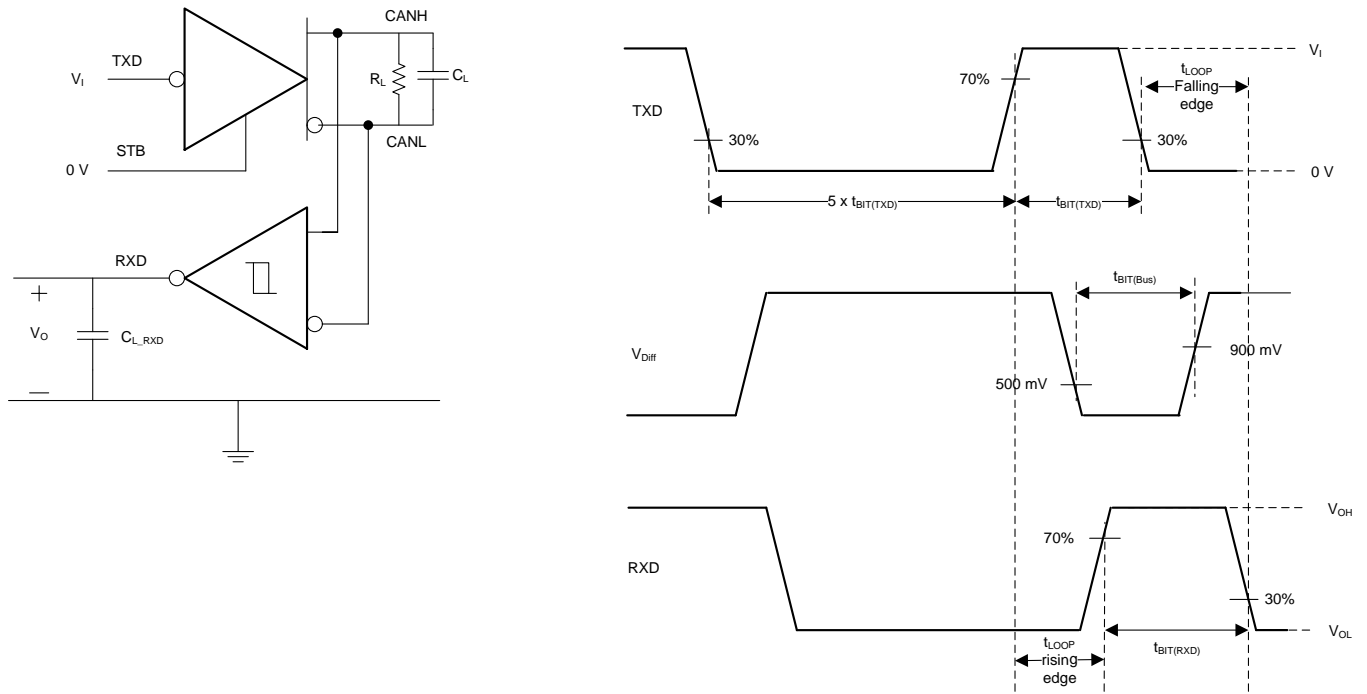 CANH
TXD
V_I
R_L
C_L
STB
CANL
0 V
RXD
+
V_O
C_L_RXD
—
V_I
70%
t_LOOP
Falling
edge
TXD
30%
30%
0 V
5 x t_BIT(TXD)
t_BIT(TXD)
t_BIT(Bus)
V_Diff
900 mV
500 mV
V_OH
70%
RXD
30%
V_OL
t_LOOP
rising
edge
t_BIT(RXD)